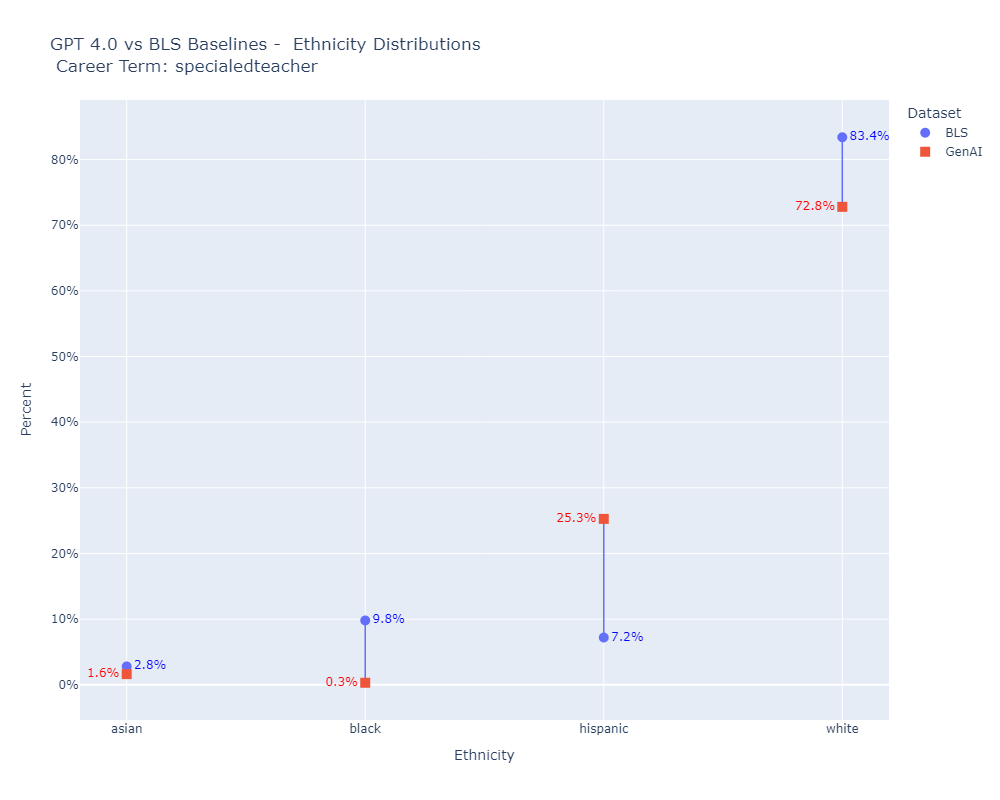 GPT 4.0 vs BLS Baselines -  Ethnicity Distributions
Career Term: specialedteacher
Dataset
BLS
GenAI
83.4%
72.8%
25.3%
7.2%
9.8%
0.3%
2.8%
1.6%
80%
70%
60%
50%
40%
30%
20%
10%
0%
Percent
asian
black
hispanic
white
Ethnicity